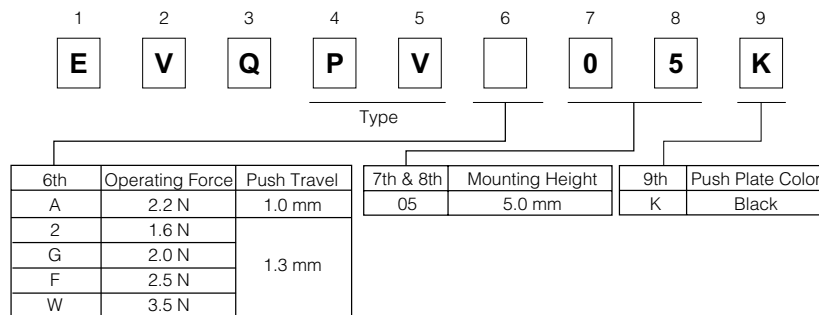 1 2 3 4 5 6 7 8 9
E V Q P V 0 5 K
Type
6th Operating Force Push Travel
A 2.2 N 1.0 mm
2 1.6 N
G 2.0 N
F 2.5 N
W 3.5 N
1.3 mm
7th & 8th Mounting Height
05 5.0 mm
9th Push Plate Color
K Black